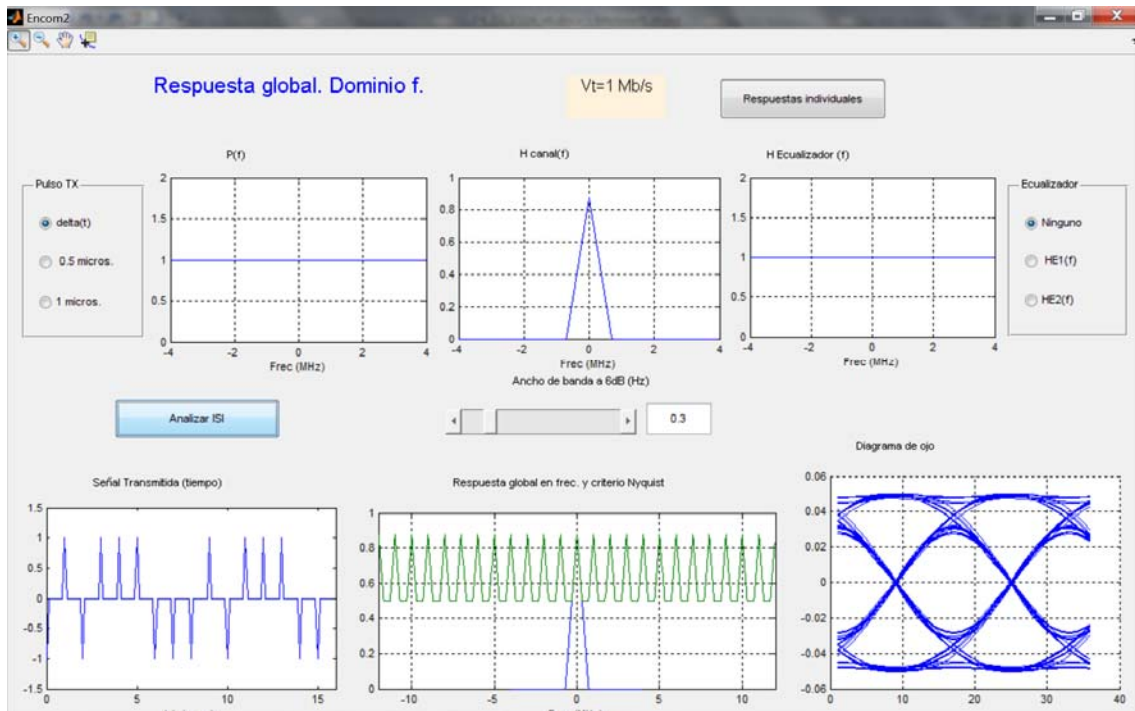 Encom2
Respuesta global. Dominio f.
Vt=1 Mb/s
Respuestas individuales
P(f)
H canal(f)
H Ecualizador (f)
Pulso TX
delta(t)
0.5 micros.
1 micros.
2
1.5
1
0.5
0
-4
-2
0
2
4
Frec (MHz)
1
0.8
0.6
0.4
0.2
0
-4
-2
0
2
4
Frec (MHz)
2
1.5
1
0.5
0
-4
-2
0
2
4
Frec (MHz)
Ecualizador
Ninguno
HE1(f)
HE2(f)
Ancho de banda a 6dB (Hz)
0.3
Analizar ISI
Señal Transmitida (tiempo)
1.5
1
0.5
0
-0.5
-1
-1.5
0
5
10
15
Respuesta global en frec. y criterio Nyquist
1
0.8
0.6
0.4
0.2
0
-10
-5
0
5
10
Diagrama de ojo
0.06
0.04
0.02
0
-0.02
-0.04
-0.06
0
10
20
30
40